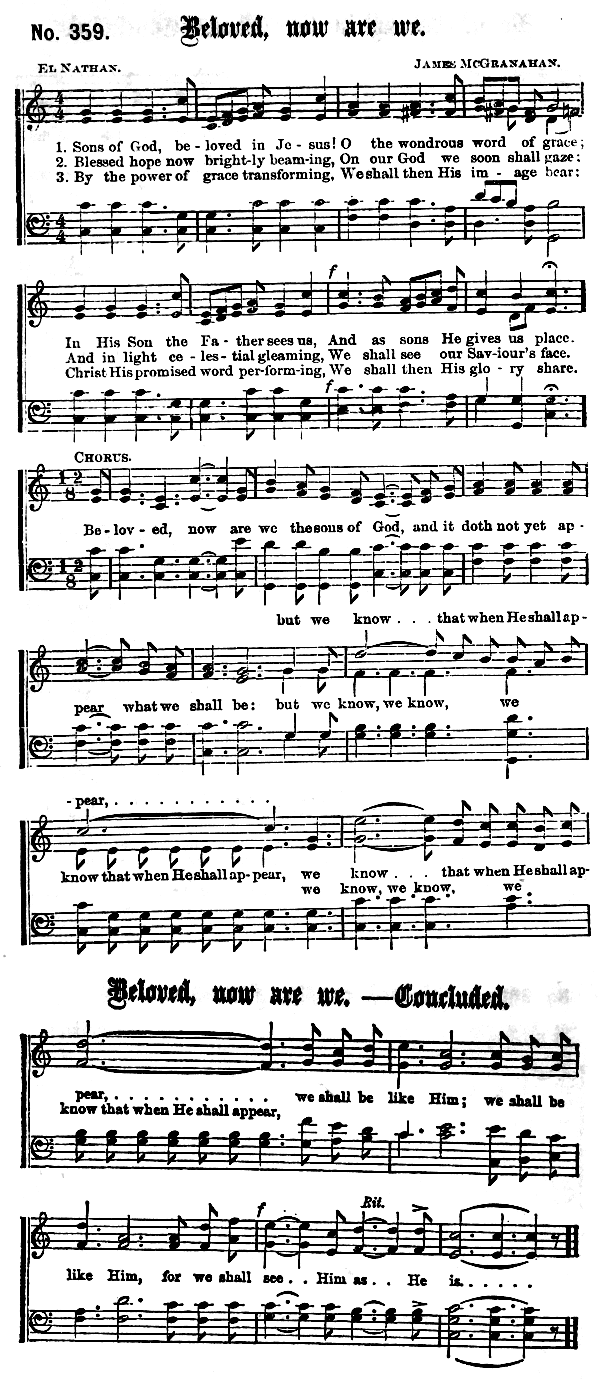 No. 359. Beloved, now are we.
EL NATHAN. JAMES MCGRANAHAN.
1. Sons of God, be - loved in Je - sus! O the wondrous word of grace;
2. Blessed hope now bright-ly beam-ing, On our God we soon shall gaze;
3. By the power of grace transforming, We shall then His im - age bear:
f
In His Son the Fa - ther sees us, And as sons He gives us place.
And in light ce - les - tial gleaming, We shall see our Sav-iour's face.
Christ His promised word per-form-ing, We shall then His glo - ry share.
f
CHORUS.
Be - lov - ed, now are we the sons of God, and it doth not yet ap -
but we know . . . that when He shall ap-
pear what we shall be: but we know, we know, we
- pear, . . . . . . . . . . .
know that when He shall ap-pear, we know . . . that when He shall ap-
we know, we know, we
Beloved, now are we. —Concluded.
pear, . . . . . . . . . . . we shall be like Him; we shall be
know that when He shall appear,
f Rit.
like Him, for we shall see . . Him as . . He is . . . . .